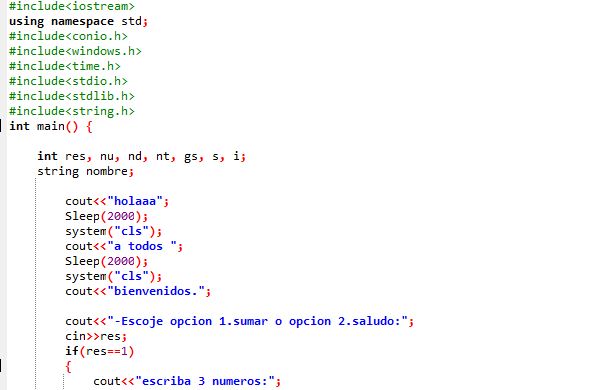 #include<iostream>
using namespace std;
#include<conio.h>
#include<windows.h>
#include<time.h>
#include<stdio.h>
#include<stdlib.h>
#include<string.h>
int main() {
int res, nu, nd, nt, gs, s, i;
string nombre;
cout<<"holaaa";
Sleep(2000);
system("cls");
cout<<"a todos ";
Sleep(2000);
system("cls");
cout<<"bienvenidos.";
cout<<"-Escoje opcion 1.sumar o opcion 2.saludo:";
cin>>res;
if(res==1)
{
cout<<"escriba 3 numeros:";